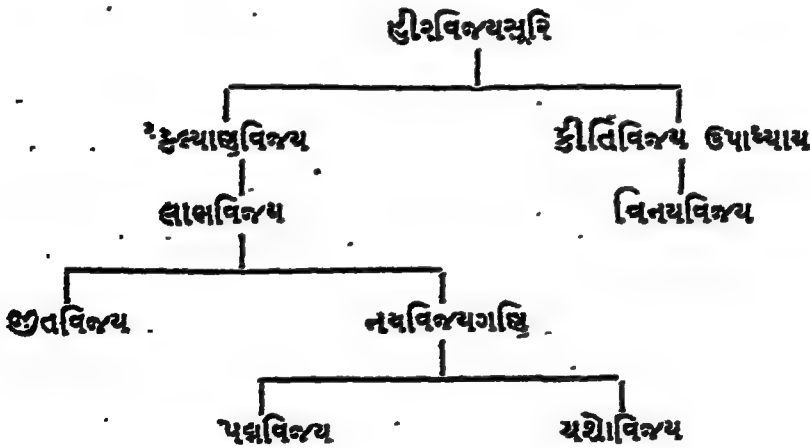 હીરવિજયસૂરિ
કલ્યાણવિજય કીર્તિવિજય ઉપાધ્યાય
લાભવિજય વિનયવિજય
જીતવિજય નયવિજયગણિ
પદ્મવિજય યશોવિજય